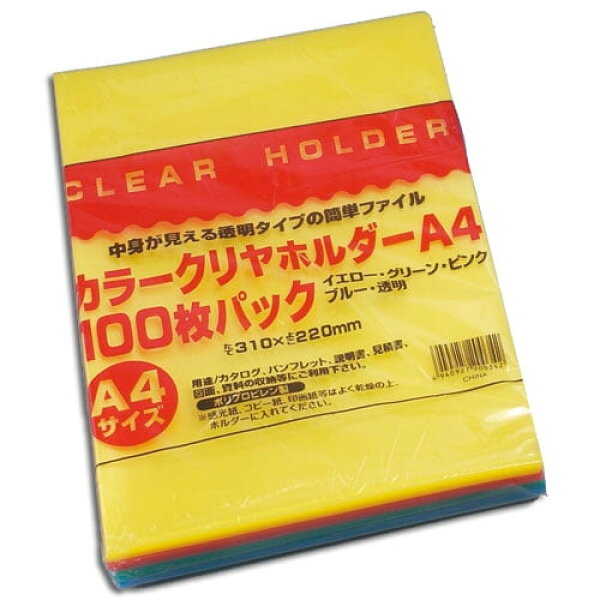 CLEAR HOLDER
中身が見える透明タイプの簡単ファイル
カラークリヤホルダーA4
100枚パック
イエロー・グリーン・ピンク
ブルー・透明
たて310×よこ220mm
A4
サイズ
用途/カタログ、パンフレット、説明書、見積書、
図面、資料の収納等にご利用下さい。
ポリプロピレン製
※感光紙、コピー紙、印画紙等はよく乾燥の上、
ホルダーに入れてください。
CHINA